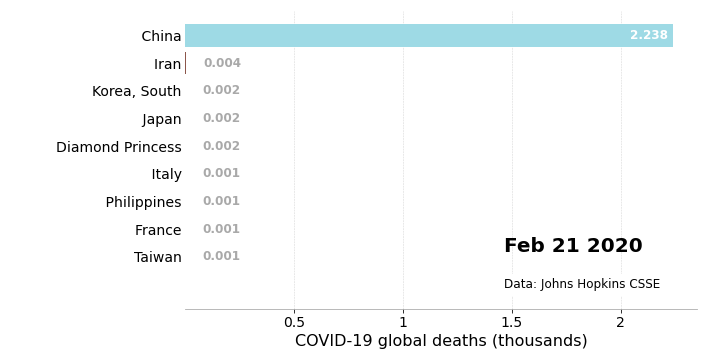 China 2.238
Iran 0.004
Korea, South 0.002
Japan 0.002
Diamond Princess 0.002
Italy 0.001
Philippines 0.001
France 0.001
Taiwan 0.001
Feb 21 2020
Data: Johns Hopkins CSSE
0.5 1 1.5 2
COVID-19 global deaths (thousands)